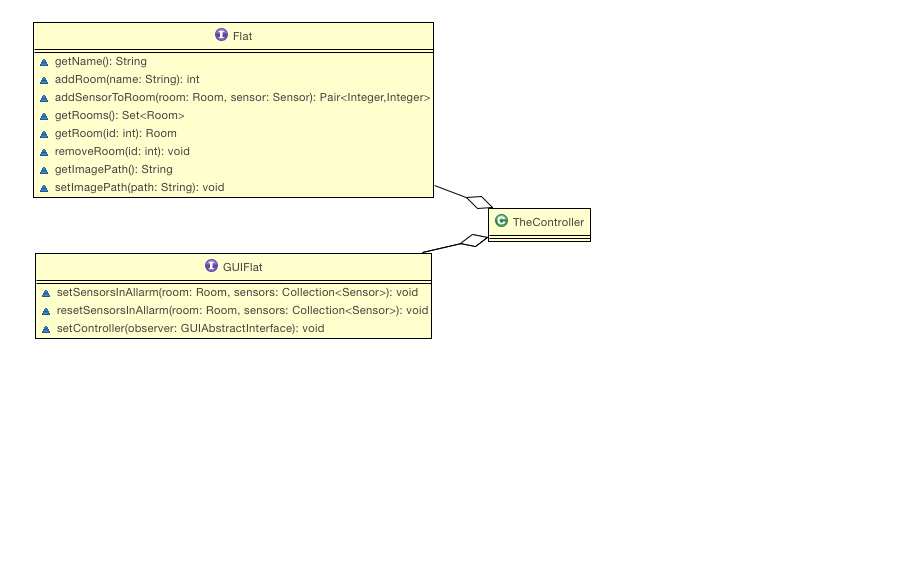 Flat
getName(): String
addRoom(name: String): int
addSensorToRoom(room: Room, sensor: Sensor): Pair<Integer,Integer>
getRooms(): Set<Room>
getRoom(id: int): Room
removeRoom(id: int): void
getImagePath(): String
setImagePath(path: String): void
TheController
GUIFlat
setSensorsInAllarm(room: Room, sensors: Collection<Sensor>): void
resetSensorsInAllarm(room: Room, sensors: Collection<Sensor>): void
setController(observer: GUIAbstractInterface): void